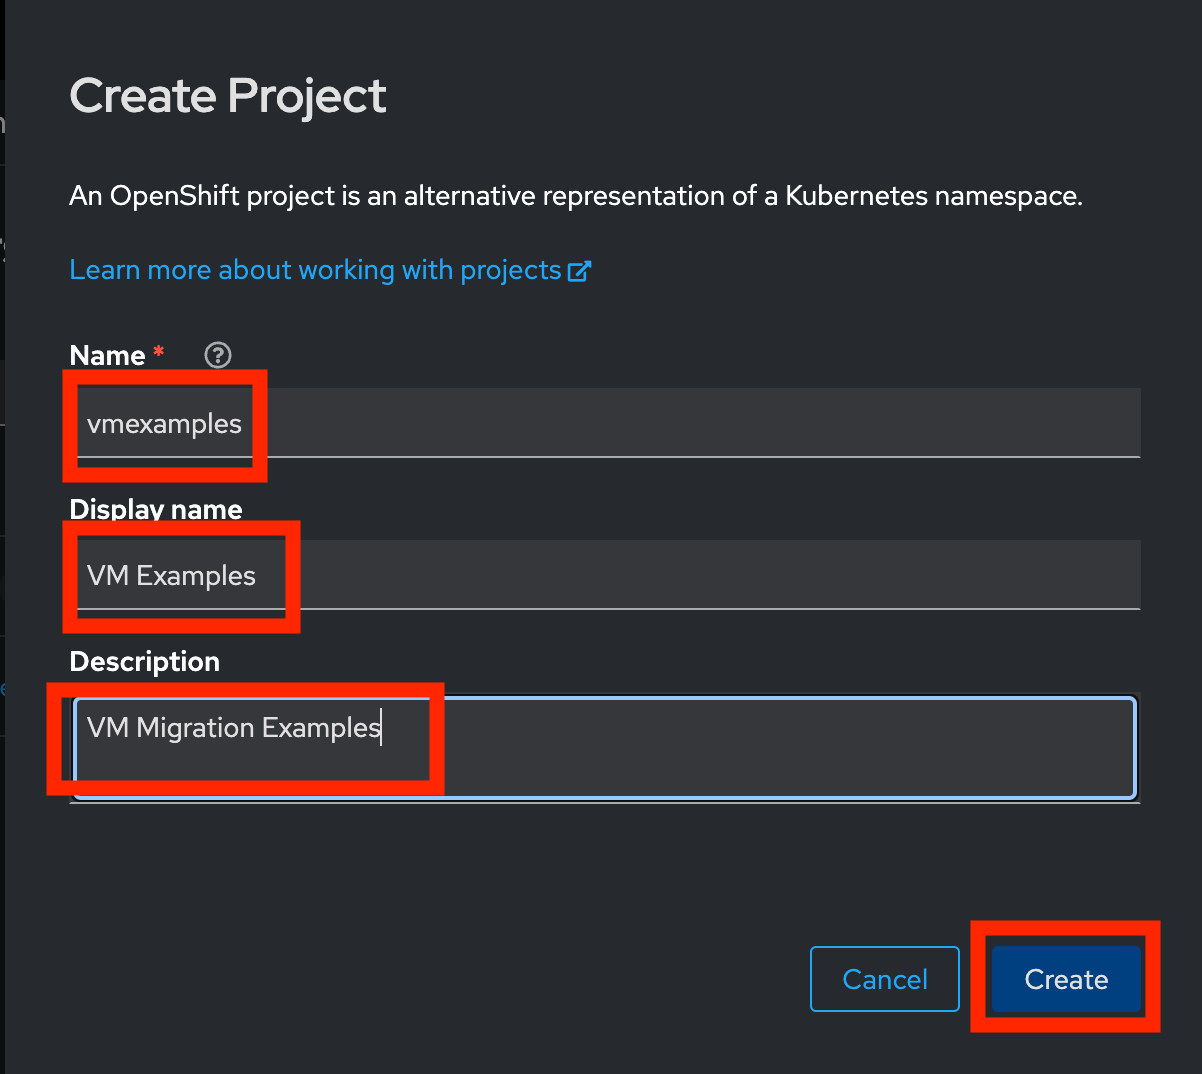 Create Project
An OpenShift project is an alternative representation of a Kubernetes namespace.
Learn more about working with projects
Name *
vmexamples
Display name
VM Examples
Description
VM Migration Examples
Cancel
Create